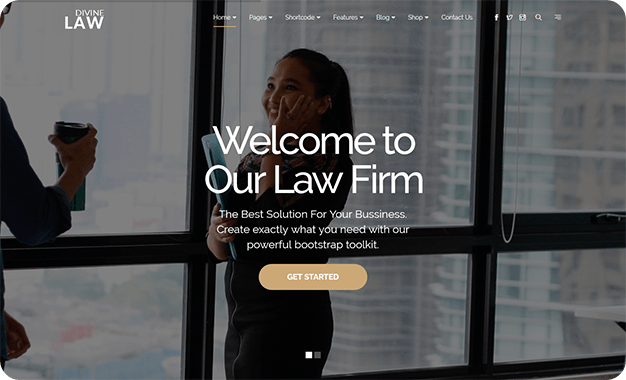 DIVINE
LAW
Home Pages Shortcode Features Blog Shop Contact Us
Welcome to
Our Law Firm
The Best Solution For Your Bussiness.
Create exactly what you need with our
powerful bootstrap toolkit.
GET STARTED